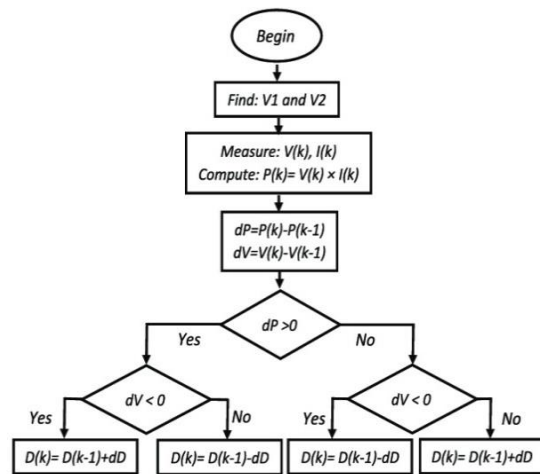 Begin
Find: V1 and V2
Measure: V(k), I(k)
Compute: P(k)= V(k) × I(k)
dP=P(k)-P(k-1)
dV=V(k)-V(k-1)
dP >0
Yes
No
dV < 0
dV < 0
Yes
No
Yes
No
D(k)= D(k-1)+dD
D(k)= D(k-1)-dD
D(k)= D(k-1)-dD
D(k)= D(k-1)+dD